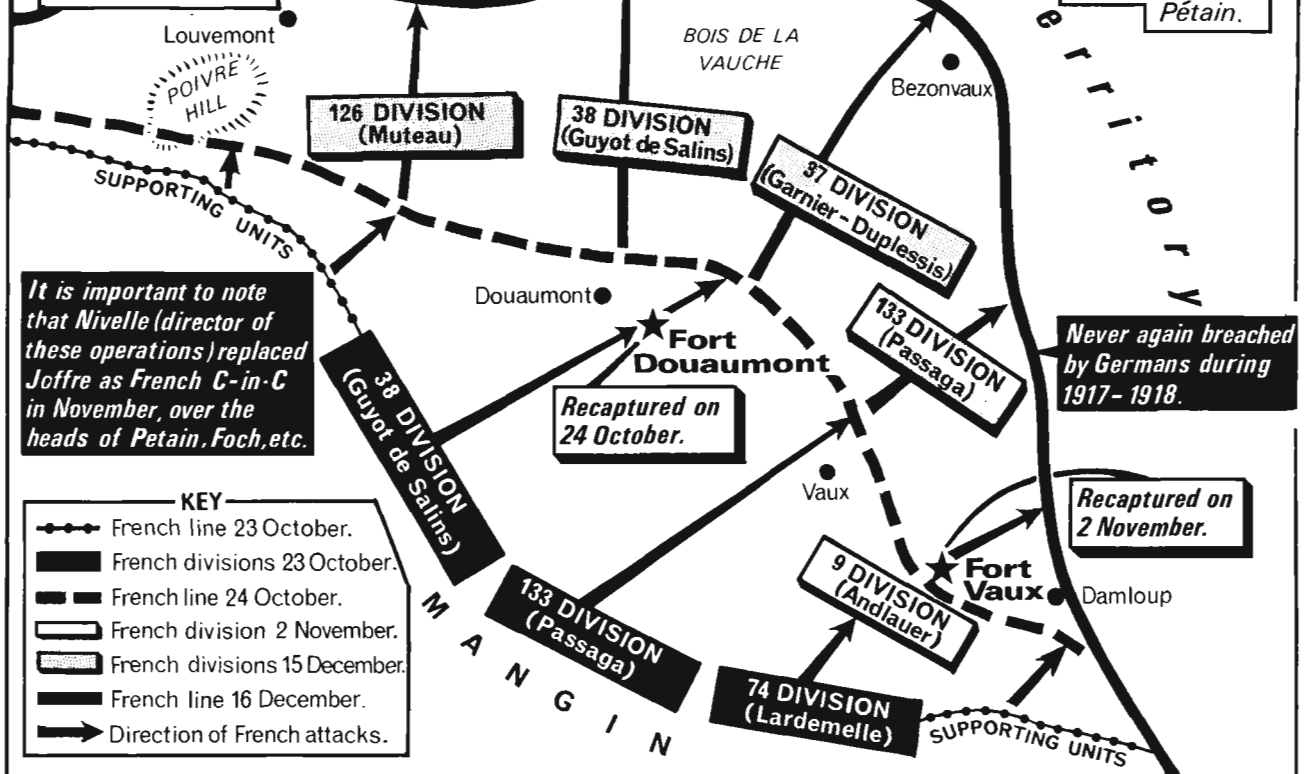 Pétain.
Louvemont
POIVRE
HILL
BOIS DE LA
VAUCHE
Bezonvaux
erritory
126 DIVISION
(Muteau)
38 DIVISION
(Guyot de Salins)
37 DIVISION
(Garnier-Duplessis)
SUPPORTING UNITS
It is important to note
that Nivelle (director of
these operations) replaced
Joffre as French C-in-C
in November, over the
heads of Petain, Foch, etc.
Douaumont
Fort
Douaumont
133 DIVISION
(Passaga)
Never again breached
by Germans during
1917-1918.
Recaptured on
24 October.
38 DIVISION
(Guyot de Salins)
Vaux
Recaptured on
2 November.
KEY
French line 23 October.
French divisions 23 October.
French line 24 October.
French division 2 November.
French divisions 15 December.
French line 16 December.
Direction of French attacks.
9 DIVISION
(Andlauer)
Fort
Vaux
Damloup
MANGIN
133 DIVISION
(Passaga)
74 DIVISION
(Lardemelle)
SUPPORTING UNITS